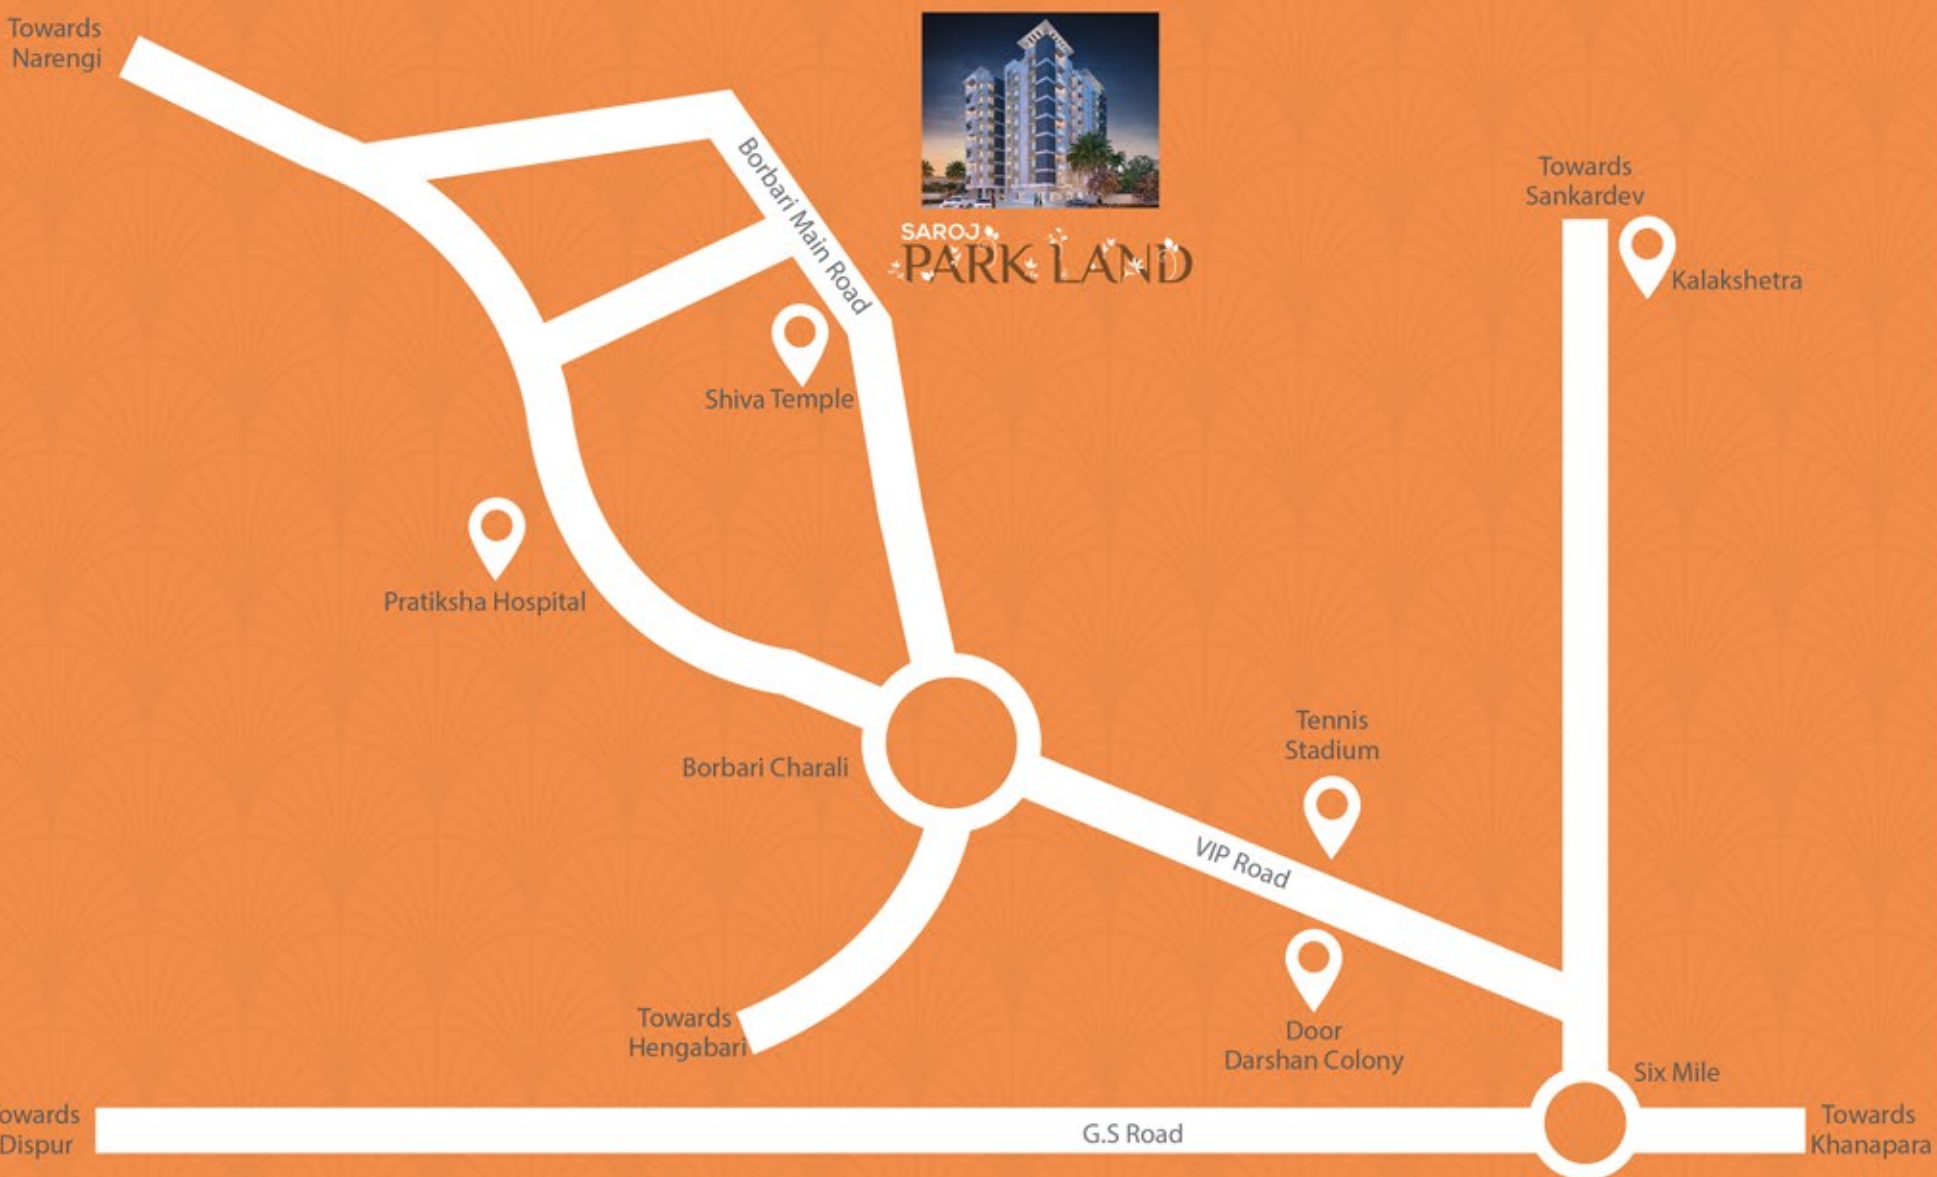 Towards
Narengi
Borbari Main Road
SAROJ
PARK LAND
Towards
Sankardev
Kalakshetra
Shiva Temple
Pratiksha Hospital
Borbari Charali
Tennis
Stadium
VIP Road
Towards
Hengabari
Door
Darshan Colony
Six Mile
owards
Dispur
G.S Road
Towards
Khanapara